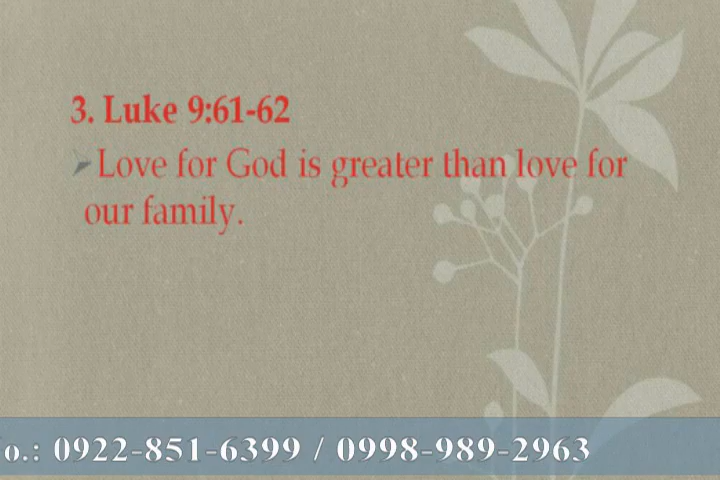 3. Luke 9:61-62
➢Love for God is greater than love for
our family.
o.: 0922-851-6399 / 0998-989-2963